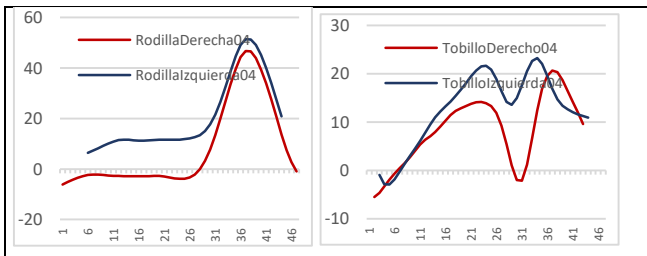 60
RodillaDerecha04
40
RodillaIzquierda04
20
0
-20
1 6 11 16 21 26 31 36 41 46
30
TobilloDerecho04
20
TobilloIzquierda04
10
0
-10
1 6 11 16 21 26 31 36 41 46